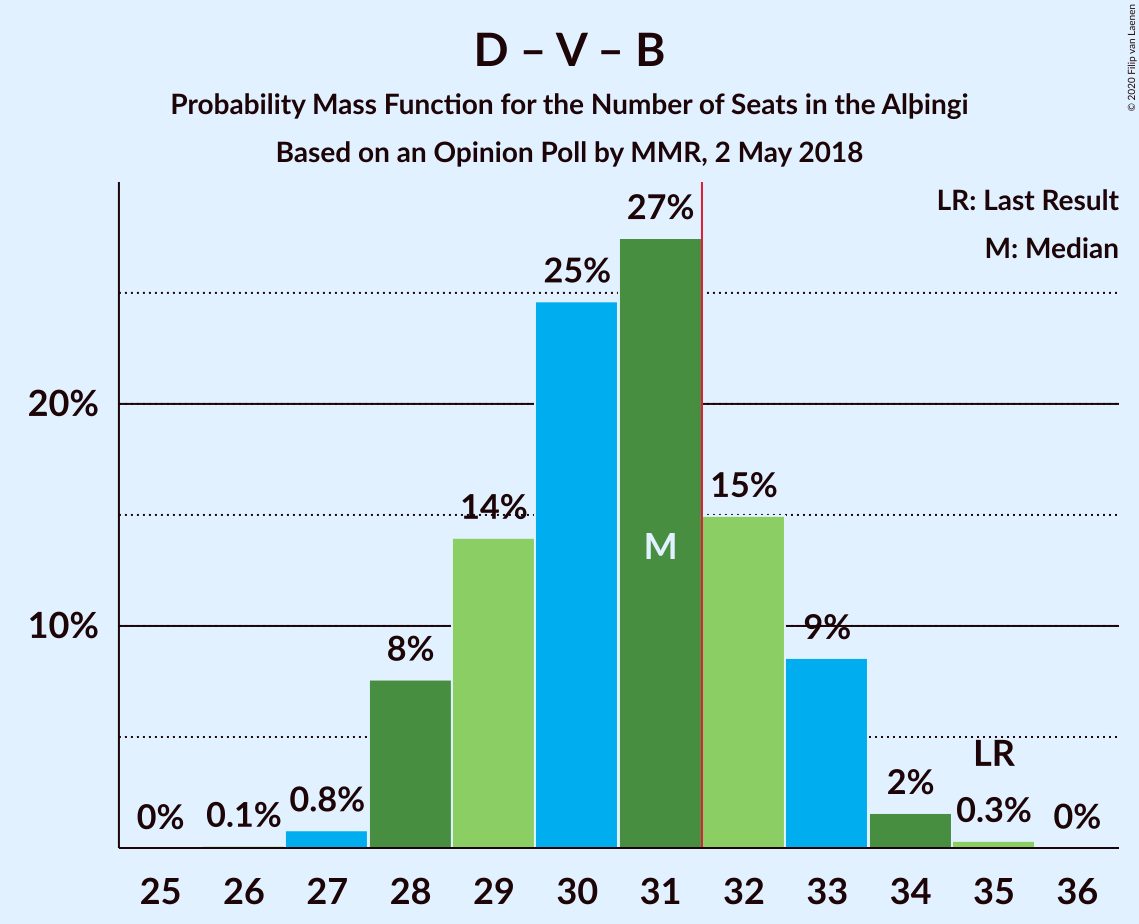 D – V – B
Probability Mass Function for the Number of Seats in the Alþingi
Based on an Opinion Poll by MMR, 2 May 2018
© 2020 Filip van Laenen
LR: Last Result
M: Median
27%
25%
20%
15%
14%
M
10%
9%
8%
LR
2%
0.8%
0.3%
0.1%
0%
0%
25 26 27 28 29 30 31 32 33 34 35 36